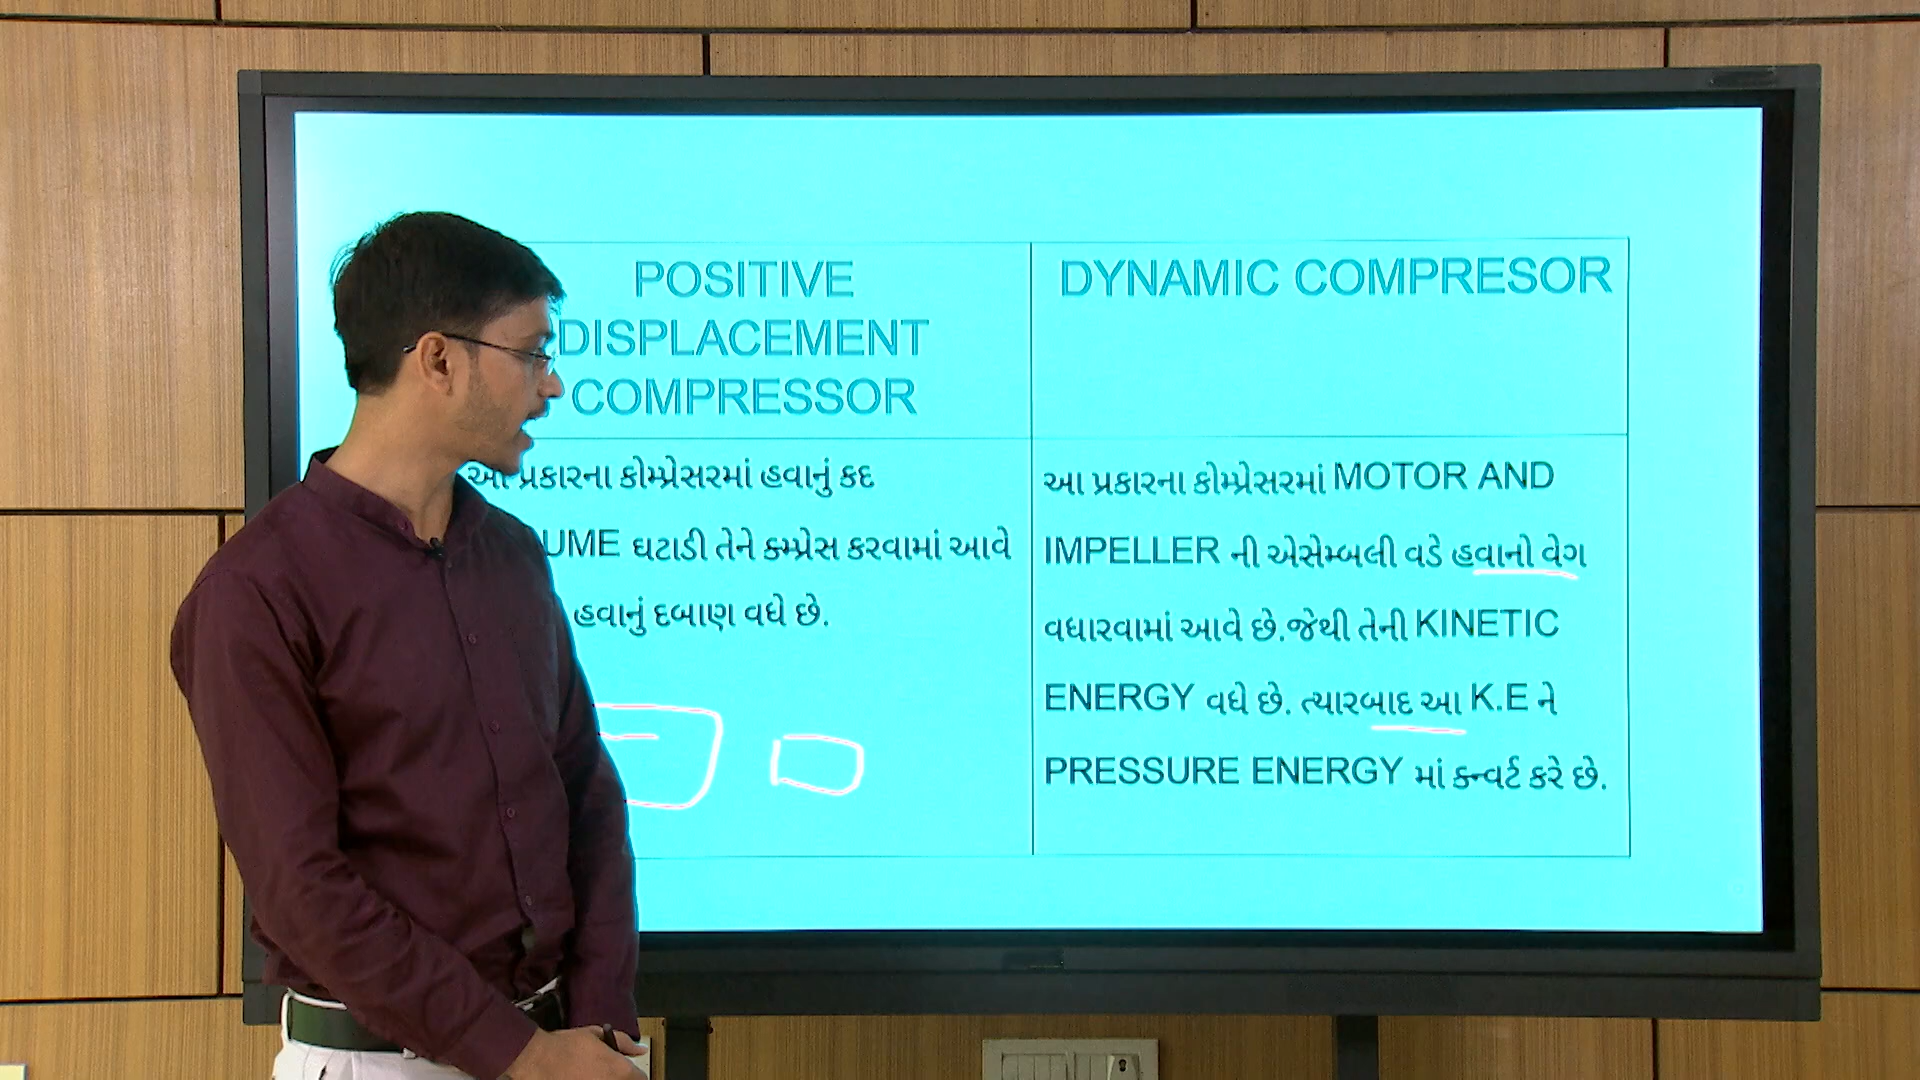 POSITIVE
DISPLACEMENT
COMPRESSOR
DYNAMIC COMPRESOR
આ પ્રકારના કોમ્પ્રેસરમાં હવાનું કદ
UME ઘટાડી તેને કમ્પ્રેસ કરવામાં આવે
હવાનું દબાણ વધે છે.
આ પ્રકારના કોમ્પ્રેસરમાં MOTOR AND
IMPELLER ની એસેમ્બલી વડે હવાનો વેગ
વધારવામાં આવે છે.જેથી તેની KINETIC
ENERGY વધે છે. ત્યારબાદ આ K.E ને
PRESSURE ENERGY માં કન્વર્ટ કરે છે.